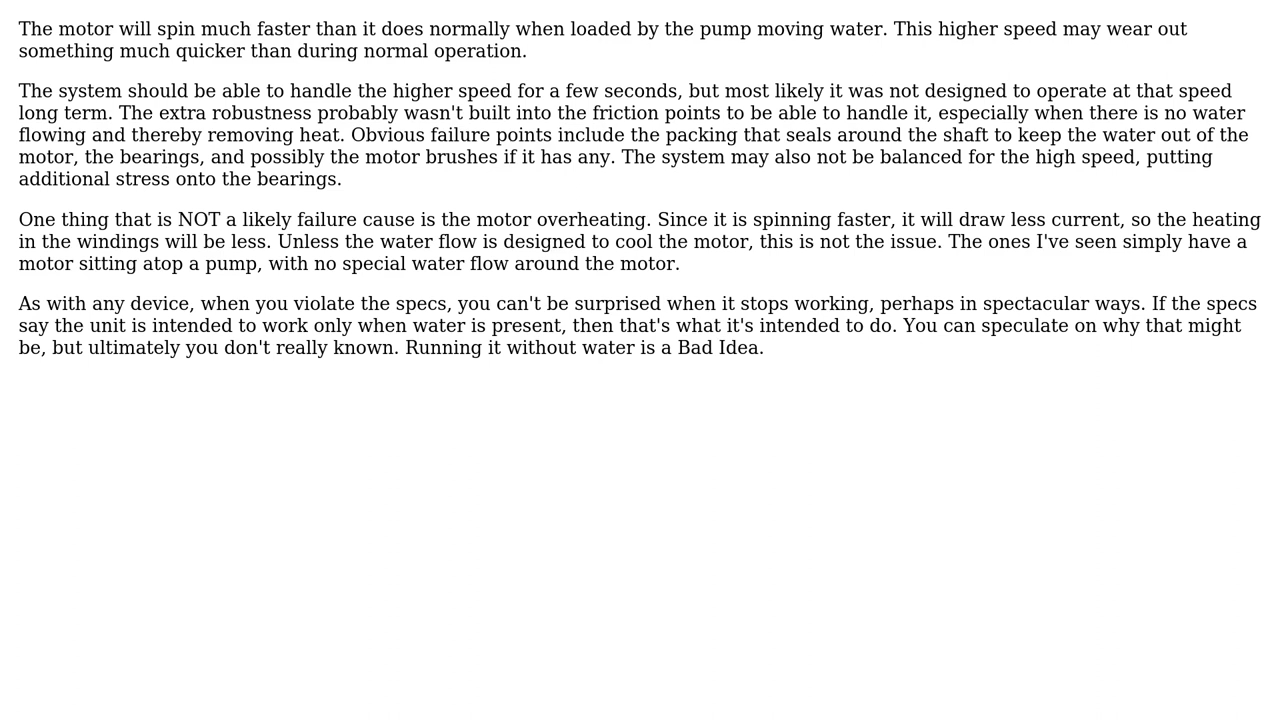 The motor will spin much faster than it does normally when loaded by the pump moving water. This higher speed may wear out
something much quicker than during normal operation.
The system should be able to handle the higher speed for a few seconds, but most likely it was not designed to operate at that speed
long term. The extra robustness probably wasn't built into the friction points to be able to handle it, especially when there is no water
flowing and thereby removing heat. Obvious failure points include the packing that seals around the shaft to keep the water out of the
motor, the bearings, and possibly the motor brushes if it has any. The system may also not be balanced for the high speed, putting
additional stress onto the bearings.
One thing that is NOT a likely failure cause is the motor overheating. Since it is spinning faster, it will draw less current, so the heating
in the windings will be less. Unless the water flow is designed to cool the motor, this is not the issue. The ones I've seen simply have a
motor sitting atop a pump, with no special water flow around the motor.
As with any device, when you violate the specs, you can't be surprised when it stops working, perhaps in spectacular ways. If the specs
say the unit is intended to work only when water is present, then that's what it's intended to do. You can speculate on why that might
be, but ultimately you don't really known. Running it without water is a Bad Idea.